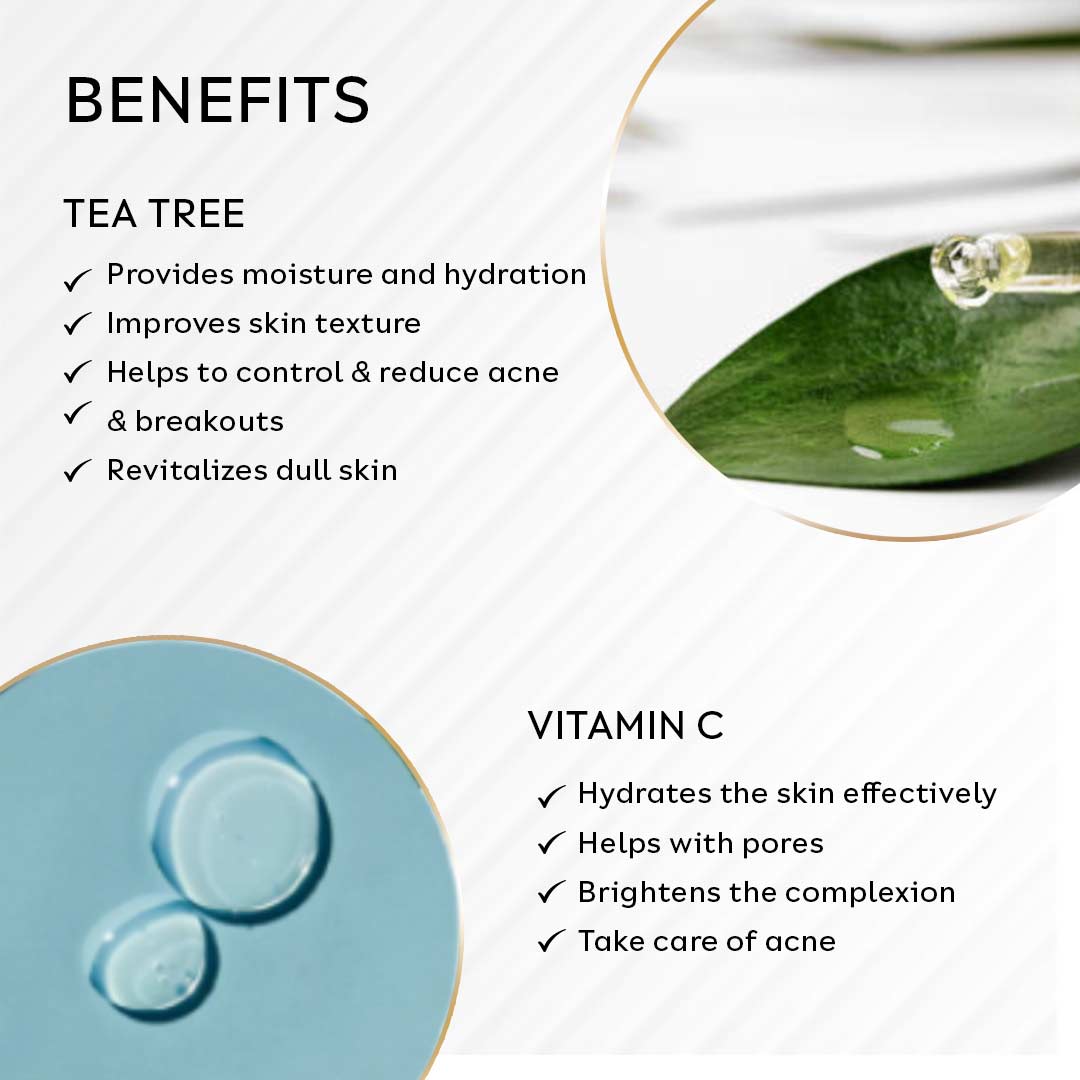 BENEFITS
TEA TREE
Provides moisture and hydration
Improves skin texture
Helps to control & reduce acne
& breakouts
Revitalizes dull skin
VITAMIN C
Hydrates the skin effectively
Helps with pores
Brightens the complexion
Take care of acne